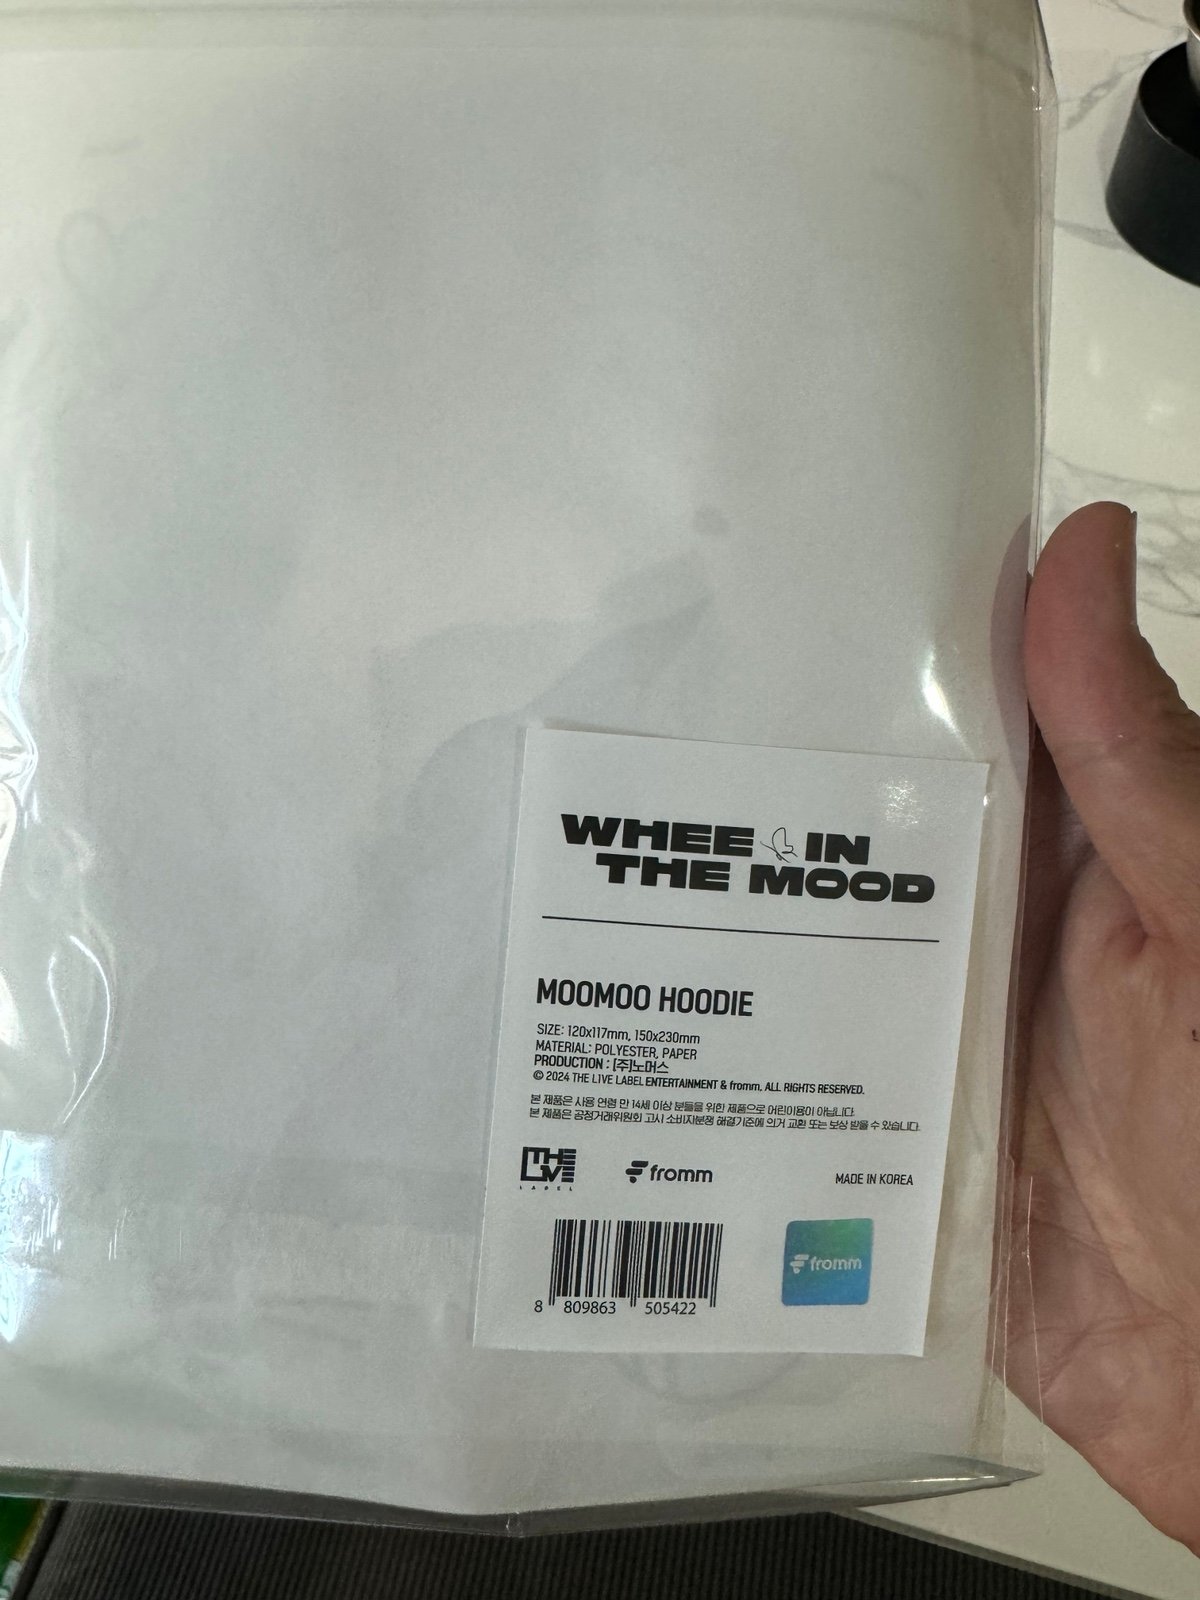 WHEE IN
THE MOOD
MOOMOO HOODIE
SIZE: 120x117mm, 150x230mm
MATERIAL: POLYESTER, PAPER
PRODUCTION : [주]노머스
© 2024 THE L1VE LABEL ENTERTAINMENT & fromm, ALL RIGHTS RESERVED.
본 제품은 사용 연령 만 14세 이상 분들을 위한 제품으로 어린이용이 아닙니다.
본 제품은 공정거래위원회 고시 소비자분쟁 해결기준에 의거 교환 또는 보상 받을 수 있습니다.
THE
L1VE
LABEL
fromm
MADE IN KOREA
8 809863 505422
fromm